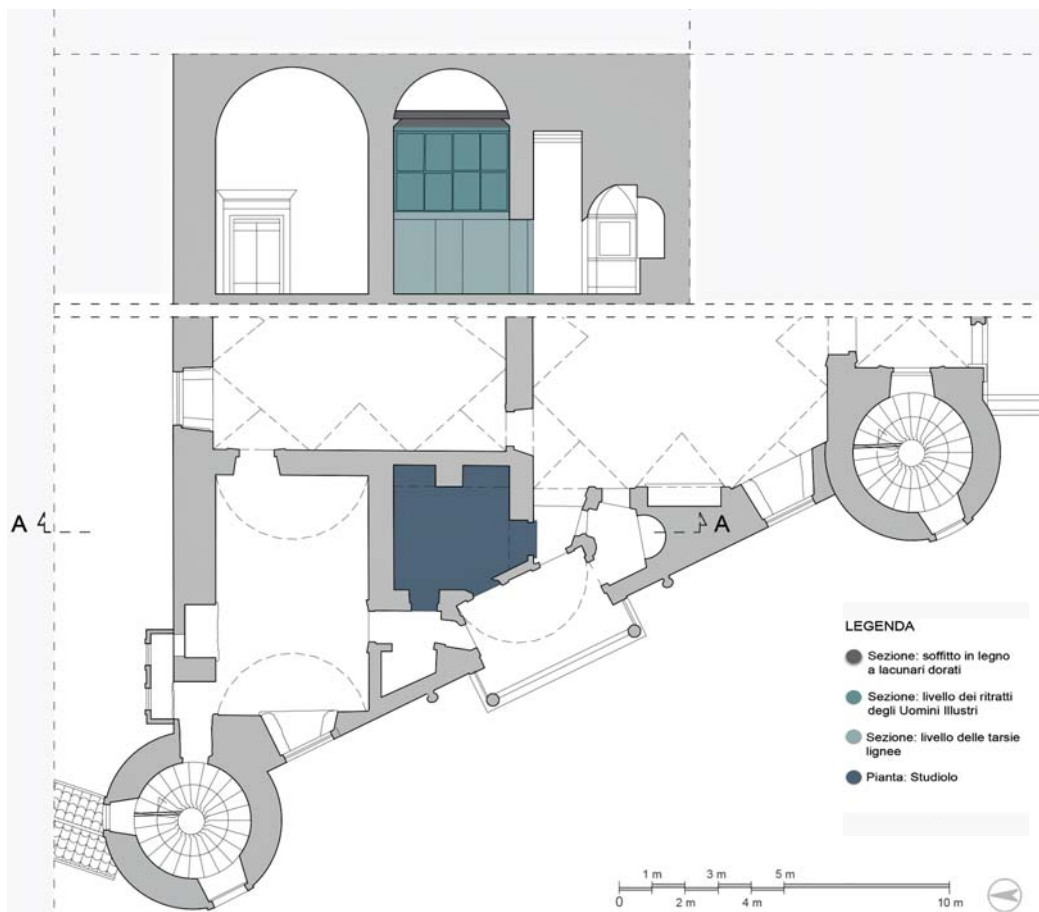 A
A
LEGENDA
Sezione: soffitto in legno
a lacunari dorati
Sezione: livello dei ritratti
degli Uomini Illustri
Sezione: livello delle tarsie
lignee
Pianta: Studiolo
1 m 3 m 5 m
0 2 m 4 m 10 m